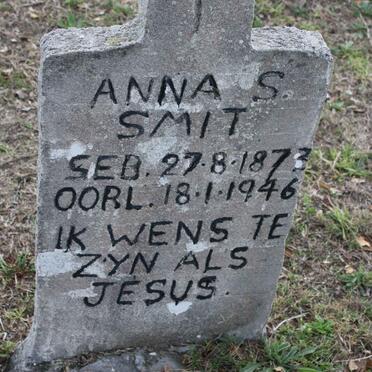 ANNA S.
SMIT
SEB. 27·8·1873
OORL. 18·1·1946
IK WENS TE
ZYN ALS
JESUS.